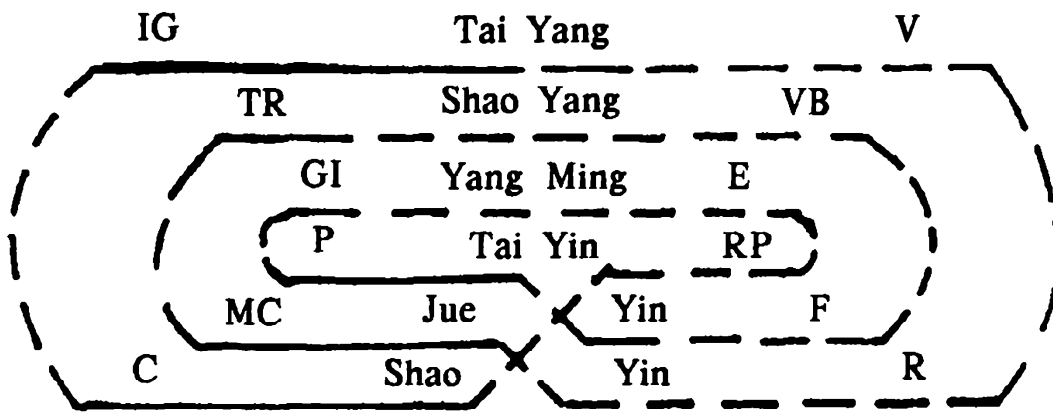 IG Tai Yang V
TR Shao Yang VB
GI Yang Ming E
P Tai Yin RP
MC Jue Yin F
C Shao Yin R